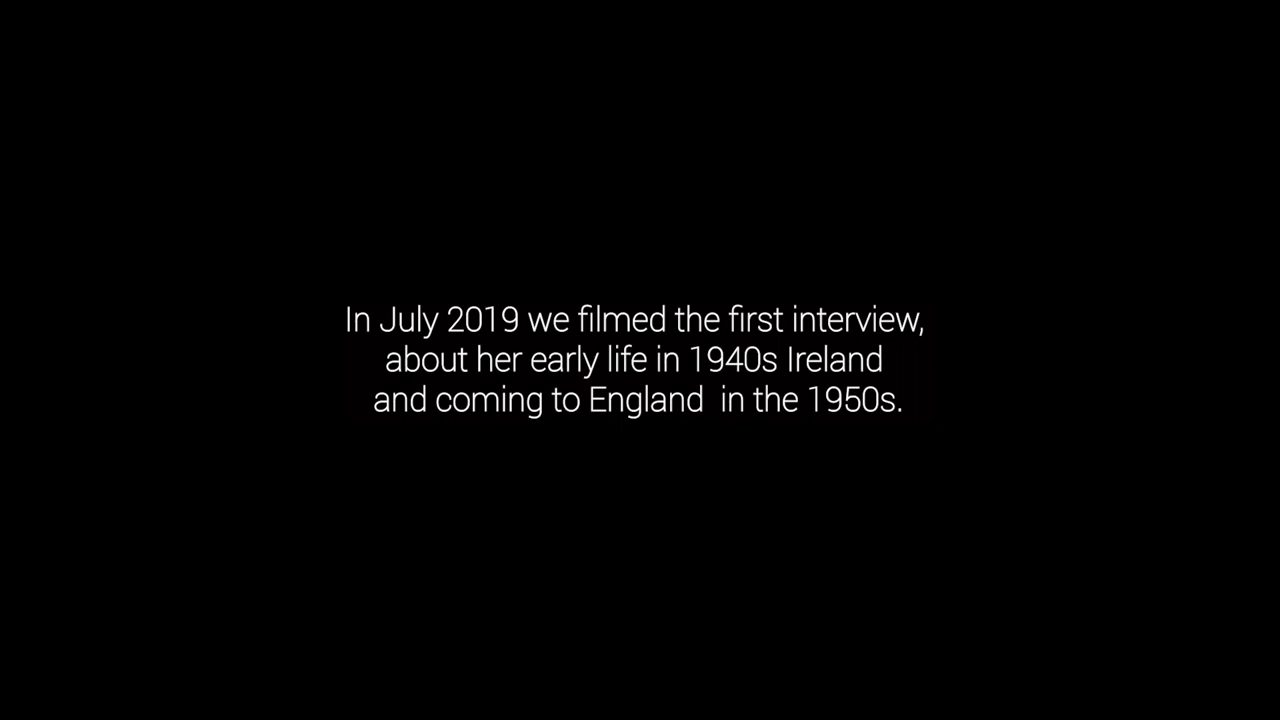 In July 2019 we filmed the first interview,
about her early life in 1940s Ireland
and coming to England  in the 1950s.